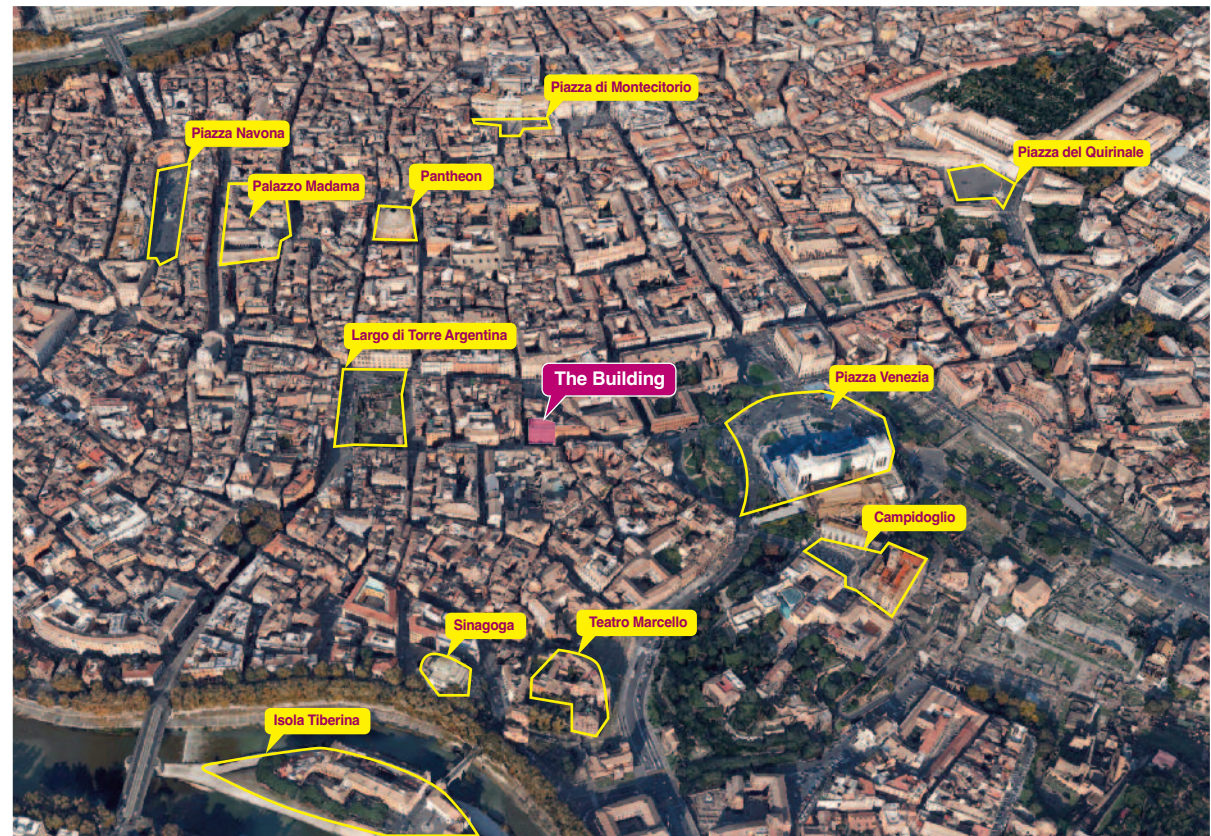 Piazza di Montecitorio
Piazza Navona
Piazza del Quirinale
Pantheon
Palazzo Madama
Largo di Torre Argentina
The Building
Piazza Venezia
Campidoglio
Sinagoga
Teatro Marcello
Isola Tiberina